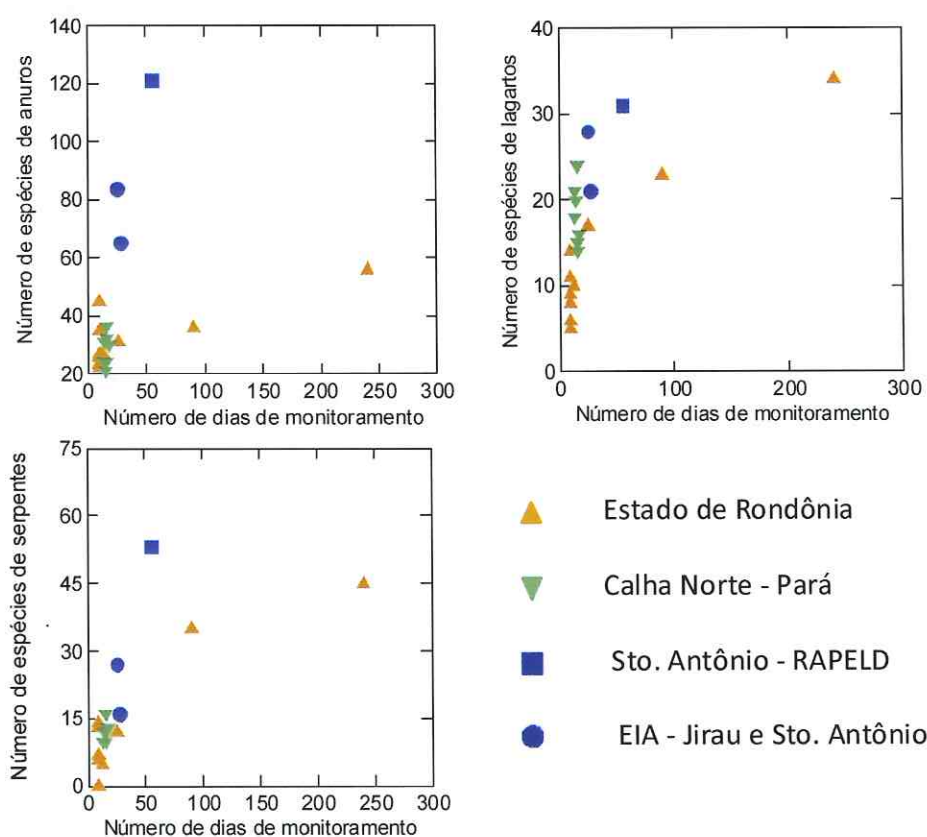 Número de espécies de anuros
140
120
100
80
60
40
20
0 50 100 150 200 250 300
Número de dias de monitoramento
Número de espécies de lagartos
40
30
20
10
0
0 100 200 300
Número de dias de monitoramento
Número de espécies de serpentes
75
60
45
30
15
0
0 50 100 150 200 250 300
Número de dias de monitoramento
Estado de Rondônia
Calha Norte - Pará
Sto. Antônio - RAPELD
EIA - Jirau e Sto. Antônio